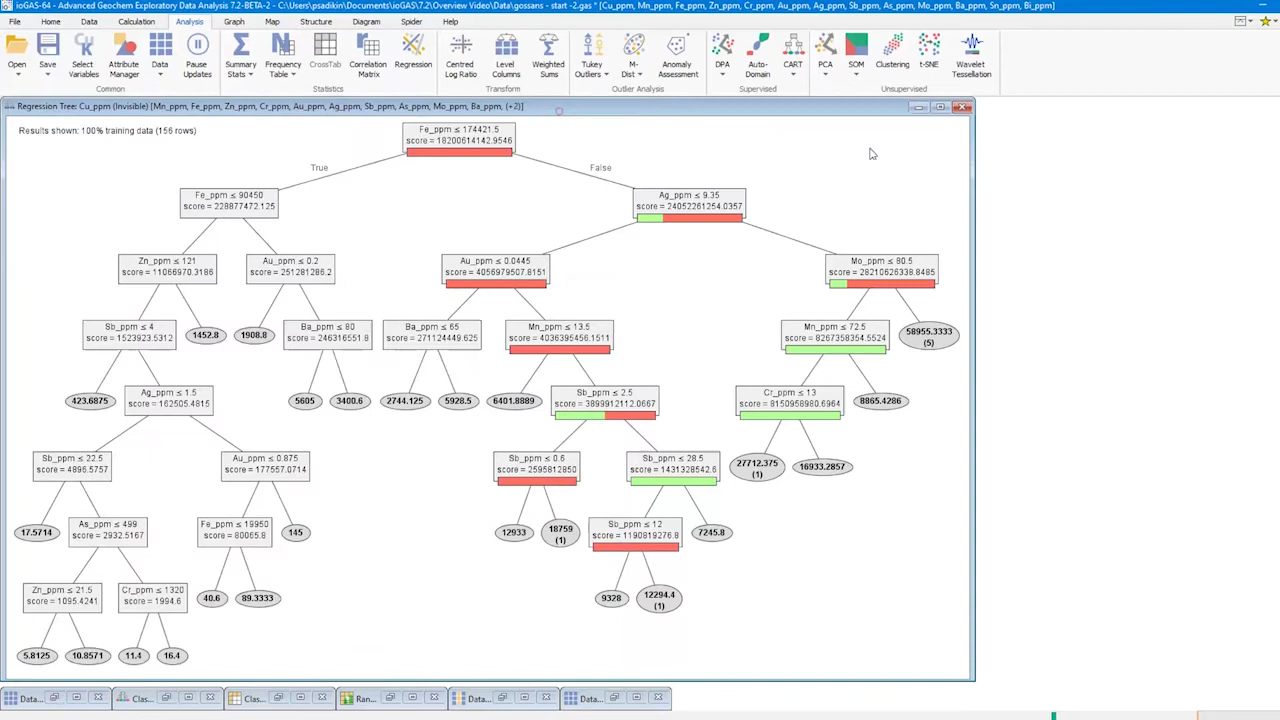 ioGAS-64 - Advanced Geochem Exploratory Data Analysis 7.2-BETA-2 - C:\Users\psadikin\Documents\ioGAS\7.2\Overview Video\Data\gossans - start -2.gas * [Cu_ppm, Mn_ppm, Fe_ppm, Zn_ppm, Cr_ppm, Au_ppm, Ag_ppm, Sb_ppm, As_ppm, Mo_ppm, Ba_ppm, Sn_ppm, Bi_ppm]
File Home Advanced Data Calculation Analysis Graph Map Structure Diagram Spider Help
Open Save Select Variables Attribute Manager Data Pause Updates Summary Stats Frequency Table CrossTab Correlation Matrix Regression Centred Log Ratio Level Columns Weighted Sums Tukey Outliers M-Dist Anomaly Assessment DPA Auto-Domain CART PCA SOM Clustering t-SNE Wavelet Tessellation
Common Statistics Transform Outlier Analysis Supervised Unsupervised
Regression Tree: Cu_ppm (Invisible) [Mn_ppm, Fe_ppm, Zn_ppm, Cr_ppm, Au_ppm, Ag_ppm, Sb_ppm, As_ppm, Mo_ppm, Ba_ppm, (+2)]
Results shown: 100% training data (156 rows)
Fe_ppm ≤ 174421.5
score = 18200614142.9546
True
False
Fe_ppm ≤ 90450
score = 228877472.125
Ag_ppm ≤ 9.35
score = 24052261254.0357
Zn_ppm ≤ 121
score = 11066970.3186
Au_ppm ≤ 0.2
score = 251281286.2
Au_ppm ≤ 0.0445
score = 4056979507.8151
Mo_ppm ≤ 80.5
score = 28210626338.8485
Sb_ppm ≤ 4
score = 1523923.5312
1452.8
1908.8
Ba_ppm ≤ 80
score = 246316551.8
Ba_ppm ≤ 65
score = 271124449.625
Mn_ppm ≤ 13.5
score = 4036395456.1511
Mn_ppm ≤ 72.5
score = 8267358354.5524
58955.3333
(5)
423.6875
Ag_ppm ≤ 1.5
score = 162505.4815
5605
3400.6
2744.125
5928.5
6401.8889
Sb_ppm ≤ 2.5
score = 3899912112.0667
Cr_ppm ≤ 13
score = 8150958980.6964
8865.4286
Sb_ppm ≤ 22.5
score = 4896.5757
Au_ppm ≤ 0.875
score = 177557.0714
Sb_ppm ≤ 0.6
score = 2595812850
Sb_ppm ≤ 28.5
score = 1431328542.6
27712.375
(1)
16933.2857
17.5714
As_ppm ≤ 499
score = 2932.5167
Fe_ppm ≤ 19950
score = 80065.8
145
12933
18759
(1)
Sb_ppm ≤ 12
score = 1190819276.8
7245.8
Zn_ppm ≤ 21.5
score = 1095.4241
Cr_ppm ≤ 1320
score = 1994.6
40.6
89.3333
9328
12294.4
(1)
5.8125
10.8571
11.4
16.4
Data... Clas... Clas... Ran... Data... Data...